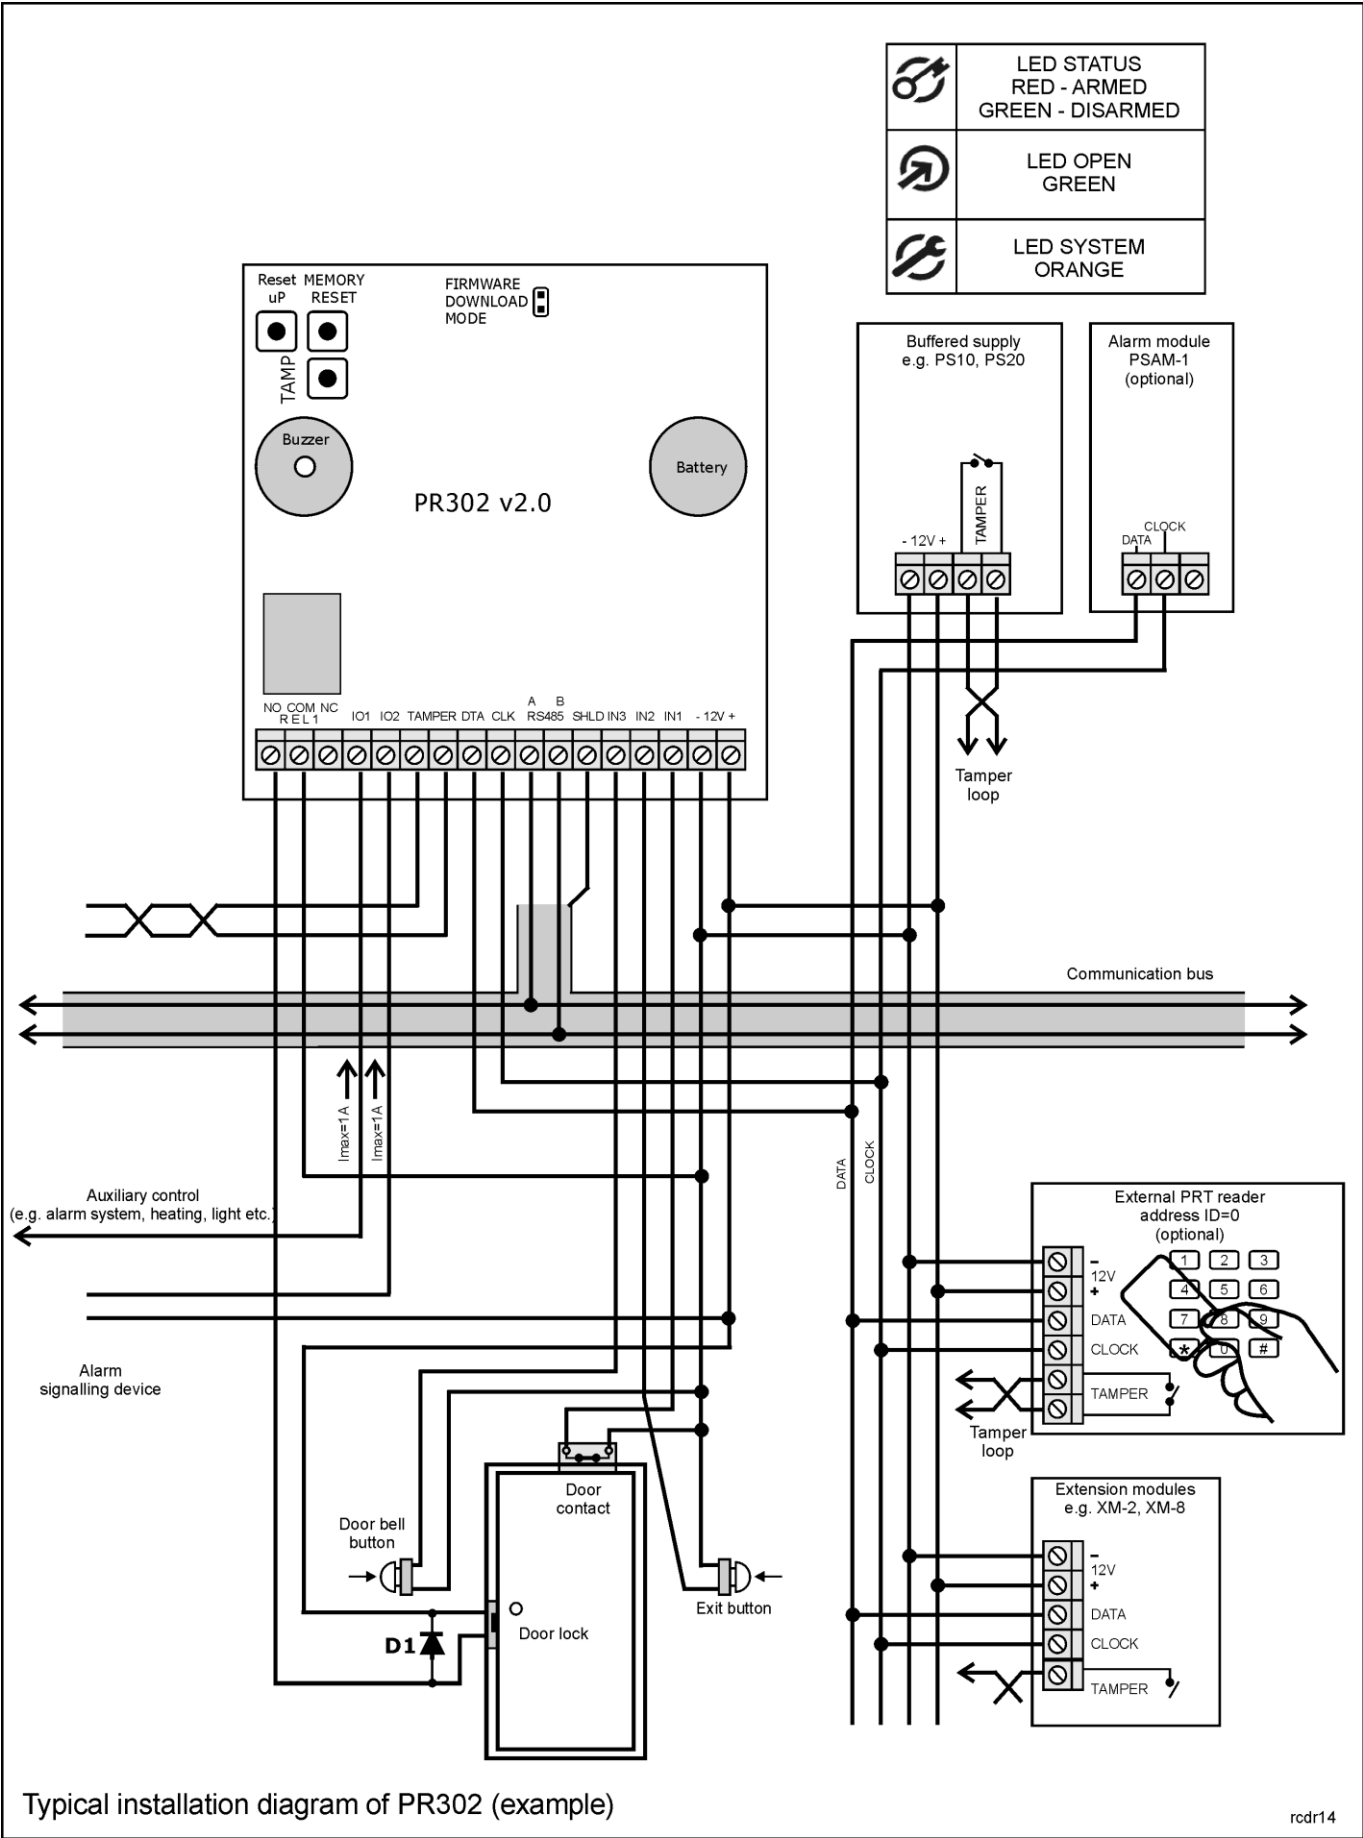 LED STATUS
RED - ARMED
GREEN - DISARMED
LED OPEN
GREEN
LED SYSTEM
ORANGE
Reset
uP
MEMORY
RESET
TAMP
FIRMWARE
DOWNLOAD
MODE
Buzzer
Battery
PR302 v2.0
NO COM NC
REL1
IO1 IO2 TAMPER DTA CLK
A B
RS485 SHLD IN3 IN2 IN1 - 12V +
Buffered supply
e.g. PS10, PS20
TAMPER
- 12V +
Alarm module
PSAM-1
(optional)
CLOCK
DATA
Tamper
loop
Communication bus
Imax=1A
Imax=1A
DATA
CLOCK
Auxiliary control
(e.g. alarm system, heating, light etc.)
Alarm
signalling device
External PRT reader
address ID=0
(optional)
–
12V
+
DATA
CLOCK
TAMPER
1 2 3
4 5 6
7 8 9
* 0 #
Tamper
loop
Door
contact
Door bell
button
Exit button
Door lock
D1
Extension modules
e.g. XM-2, XM-8
–
12V
+
DATA
CLOCK
TAMPER
Typical installation diagram of PR302 (example)
rcdr14